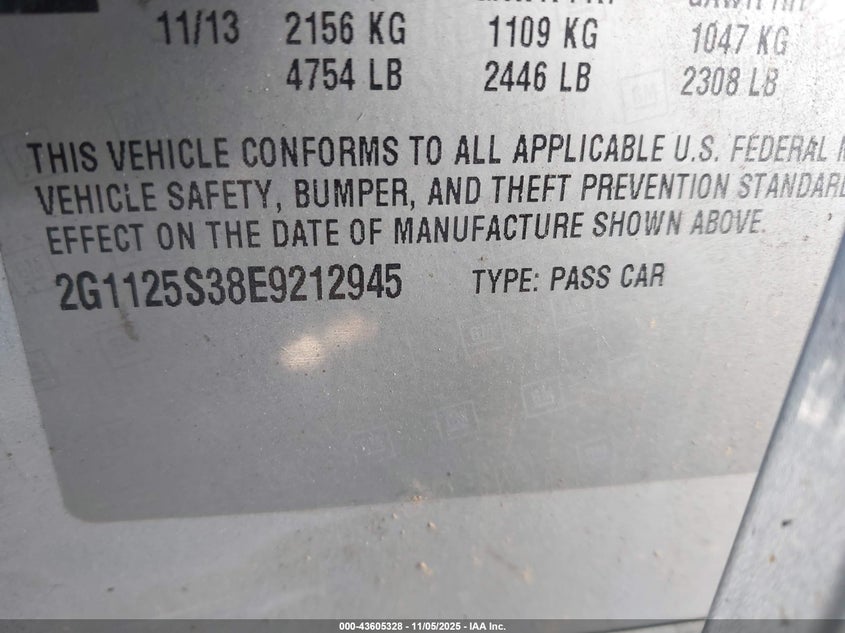 11/13 2156 KG 1109 KG 1047 KG
4754 LB 2446 LB 2308 LB
THIS VEHICLE CONFORMS TO ALL APPLICABLE U.S. FEDERAL
VEHICLE SAFETY, BUMPER, AND THEFT PREVENTION STANDARD
EFFECT ON THE DATE OF MANUFACTURE SHOWN ABOVE.
2G1125S38E9212945 TYPE: PASS CAR
GM
000-43605328 - 11/05/2025 - IAA Inc.